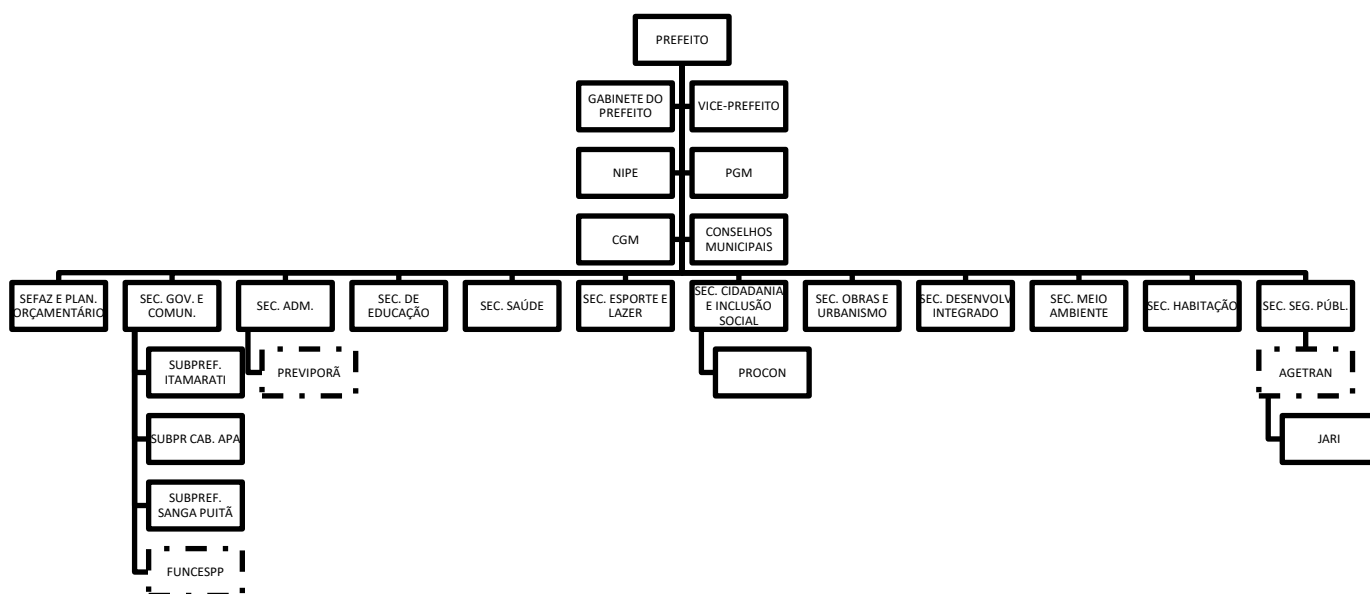 PREFEITO
GABINETE DO
PREFEITO
VICE-PREFEITO
NIPE
PGM
CGM
CONSELHOS
MUNICIPAIS
SEFAZ E PLAN.
ORÇAMENTÁRIO
SEC. GOV. E
COMUN.
SEC. ADM.
SEC. DE
EDUCAÇÃO
SEC. SAÚDE
SEC. ESPORTE E
LAZER
SEC. CIDADANIA
E INCLUSÃO
SOCIAL
SEC. OBRAS E
URBANISMO
SEC. DESENVOLV
INTEGRADO
SEC. MEIO
AMBIENTE
SEC. HABITAÇÃO
SEC. SEG. PÚBL.
SUBPREF.
ITAMARATI
PREVIPORÃ
PROCON
AGETRAN
SUBPR CAB. APA
JARI
SUBPREF.
SANGA PUITÃ
FUNCESPP